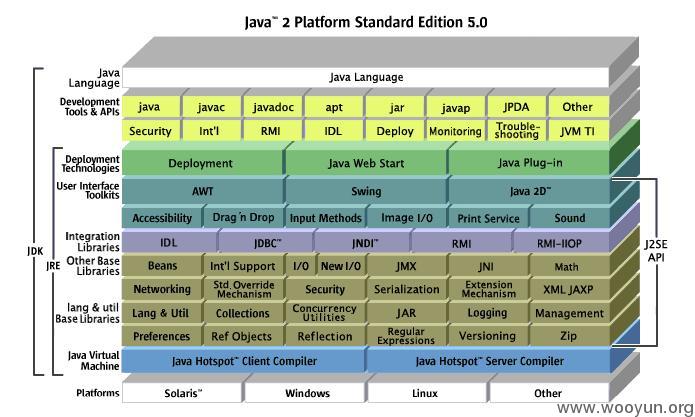 Java™ 2 Platform Standard Edition 5.0
Java Language
Java Language
Development Tools & APIs
java javac javadoc apt jar javap JPDA Other
Security Int'l RMI IDL Deploy Monitoring Trouble-shooting JVM TI
Deployment Technologies
Deployment Java Web Start Java Plug-in
User Interface Toolkits
AWT Swing Java 2D™
Accessibility Drag'n Drop Input Methods Image I/O Print Service Sound
Integration Libraries
IDL JDBC™ JNDI™ RMI RMI-IIOP
Other Base Libraries
Beans Int'l Support I/O New I/O JMX JNI Math
Networking Std. Override Mechanism Security Serialization Extension Mechanism XML JAXP
lang & util Base Libraries
Lang & Util Collections Concurrency Utilities JAR Logging Management
Preferences Ref Objects Reflection Regular Expressions Versioning Zip
Java Virtual Machine
Java Hotspot™ Client Compiler Java Hotspot™ Server Compiler
Platforms
Solaris™ Windows Linux Other
JDK
JRE
J2SE API
www.wooyun.org